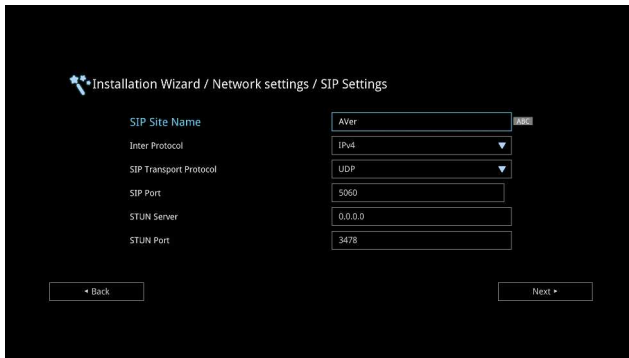 Installation Wizard / Network settings / SIP Settings
SIP Site Name AVer ABC
Inter Protocol IPv4
SIP Transport Protocol UDP
SIP Port 5060
STUN Server 0.0.0.0
STUN Port 3478
Back Next